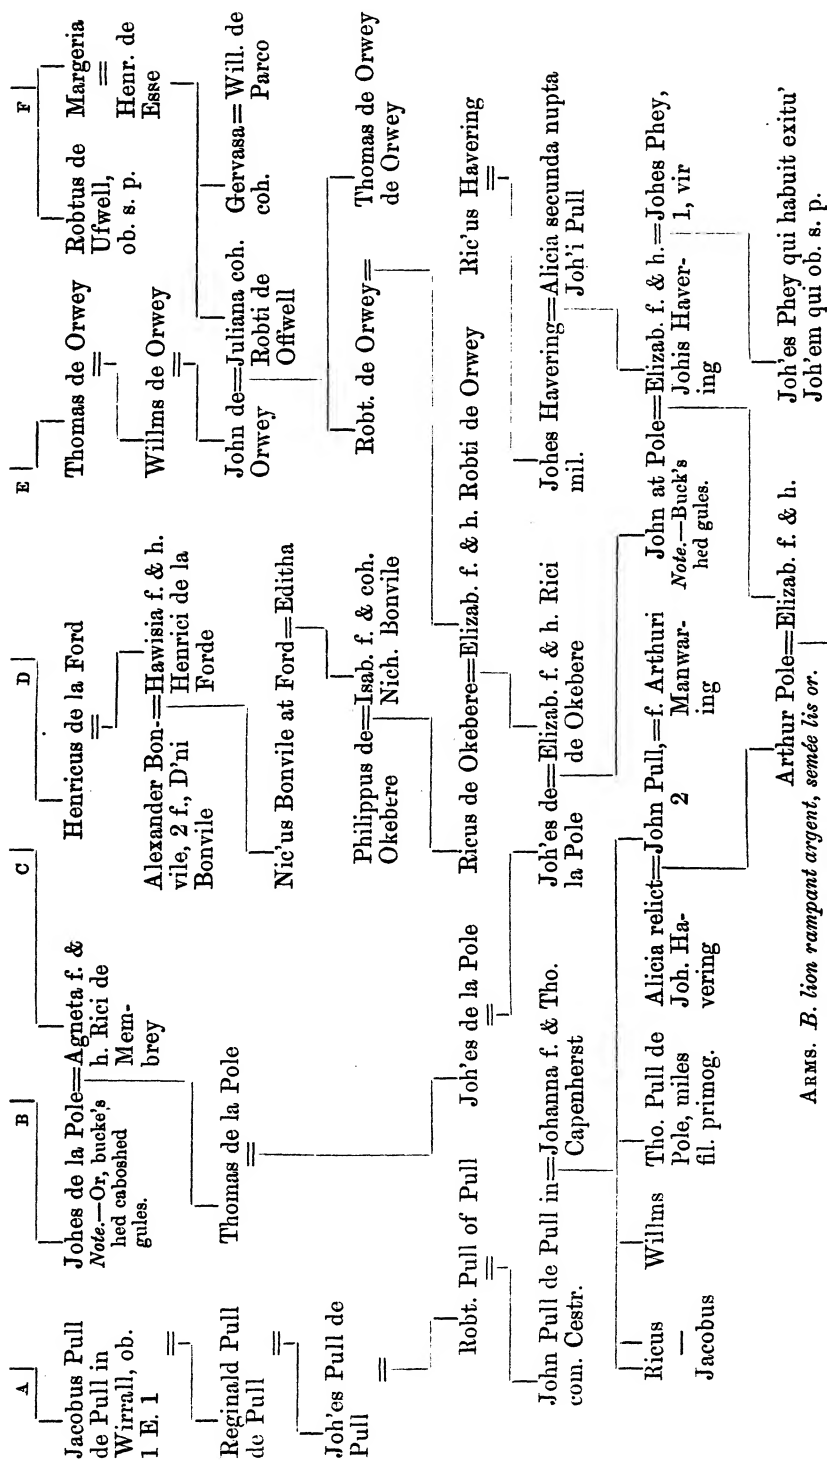 A
B
C
D
E
F
Jacobus Pull
de Pull in
Wirrall, ob.
1 E. 1
Johes de la Pole=Agneta f. &
Note.—Or, bucke's
hed caboshed
gules.
h. Rici de
Mem-
brey
Henricus de la Ford
Thomas de Orwey
Robtus de
Ufwell,
ob. s. p.
Margeria
=
Henr. de
Esse
Reginald Pull
de Pull
Thomas de la Pole
Alexander Bon-=Hawisia f. & h.
vile, 2 f., D'ni
Bonvile
Henrici de la
Forde
Willms de Orwey
Joh'es Pull de
Pull
Nic'us Bonvile at Ford=Editha
John de=Juliana coh.
Orwey
Robti de
Offwell
Gervasa=Will. de
coh.
Parco
Philippus de=Isab. f. & coh.
Okebere
Nich. Bonvile
Robt. de Orwey=
Thomas de Orwey
de Orwey
Robt. Pull of Pull
Joh'es de la Pole
Ricus de Okebere=Elizab. f. & h. Robti de Orwey
Ric'us Havering
John Pull de Pull in=Johanna f. & Tho.
com. Cestr.
Capenherst
Joh'es de=Elizab. f. & h. Rici
la Pole
de Okebere
Johes Havering=Alicia secunda nupta
mil.
Joh'i Pull
Ricus
—
Jacobus
Willms
Tho. Pull de
Pole, miles
fil. primog.
Alicia relict=John Pull,=f. Arthuri
Joh. Ha-
vering
2
Manwar-
ing
John at Pole=Elizab. f. & h.=Johes Phey,
Note.—Buck's
hed gules.
Johis Haver-
ing
1, vir
Arthur Pole=Elizab. f. & h.
Joh'es Phey qui habuit exitu'
Joh'em qui ob. s. p.
ARMS. B. lion rampant argent, semée lis or.